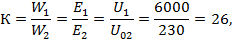 К = W₁/W₂ = E₁/E₂ = U₁/U₀₂ = 6000/230 = 26,